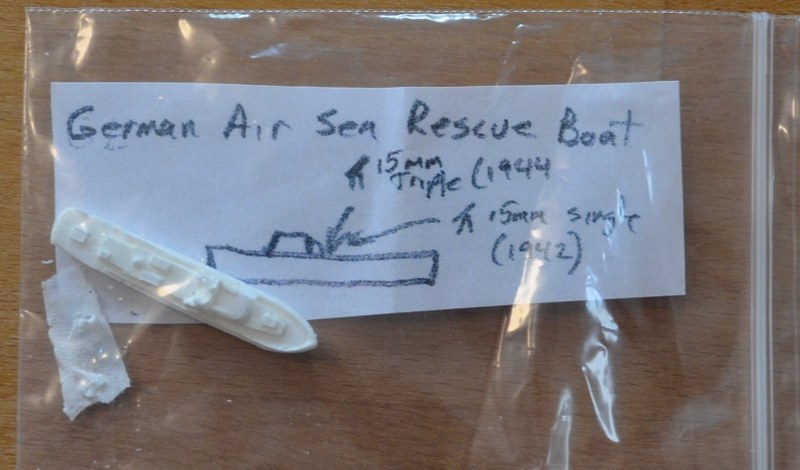 German Air Sea Rescue Boat
15mm
Triple (1944
15mm single
(1942)